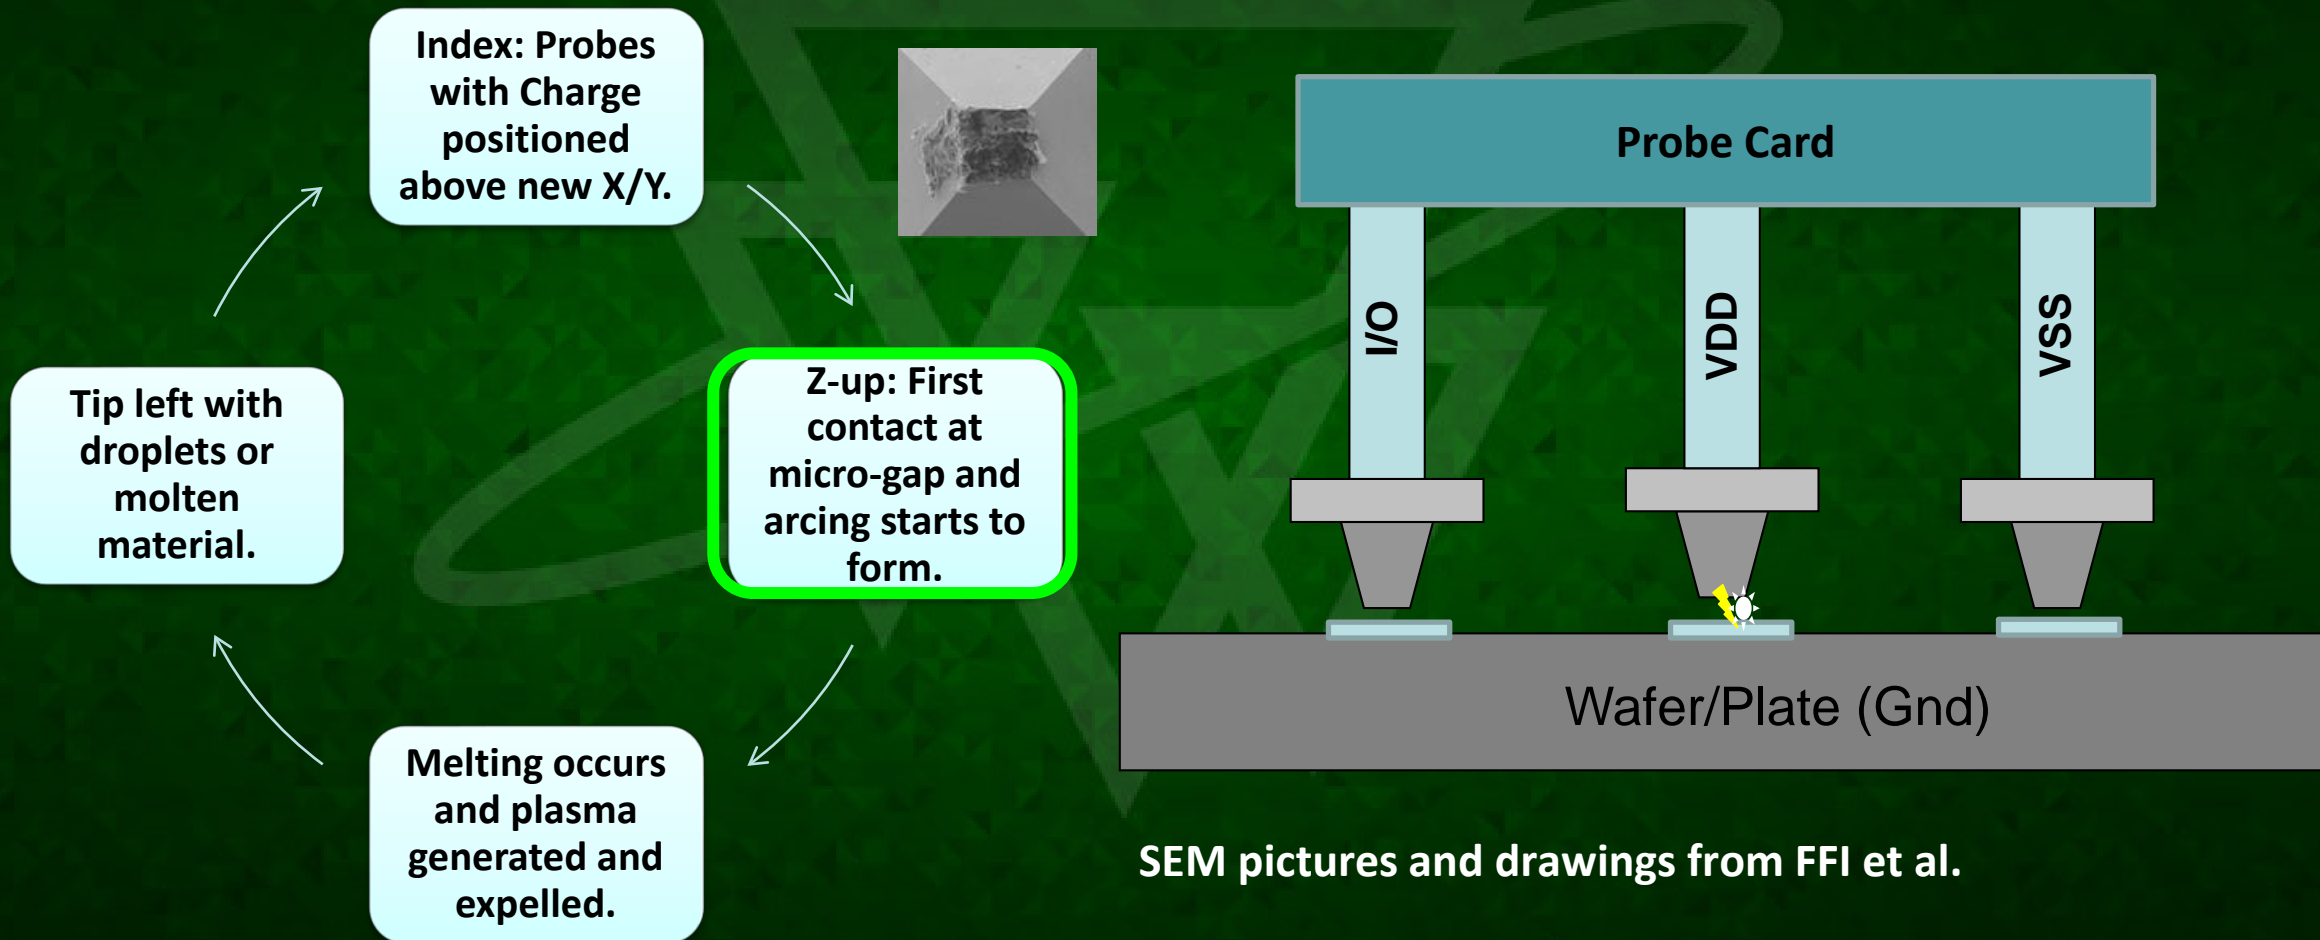 Index: Probes
with Charge
positioned
above new X/Y.
Z-up: First
contact at
micro-gap and
arcing starts to
form.
Melting occurs
and plasma
generated and
expelled.
Tip left with
droplets or
molten
material.
Probe Card
I/O
VDD
VSS
Wafer/Plate (Gnd)
SEM pictures and drawings from FFI et al.